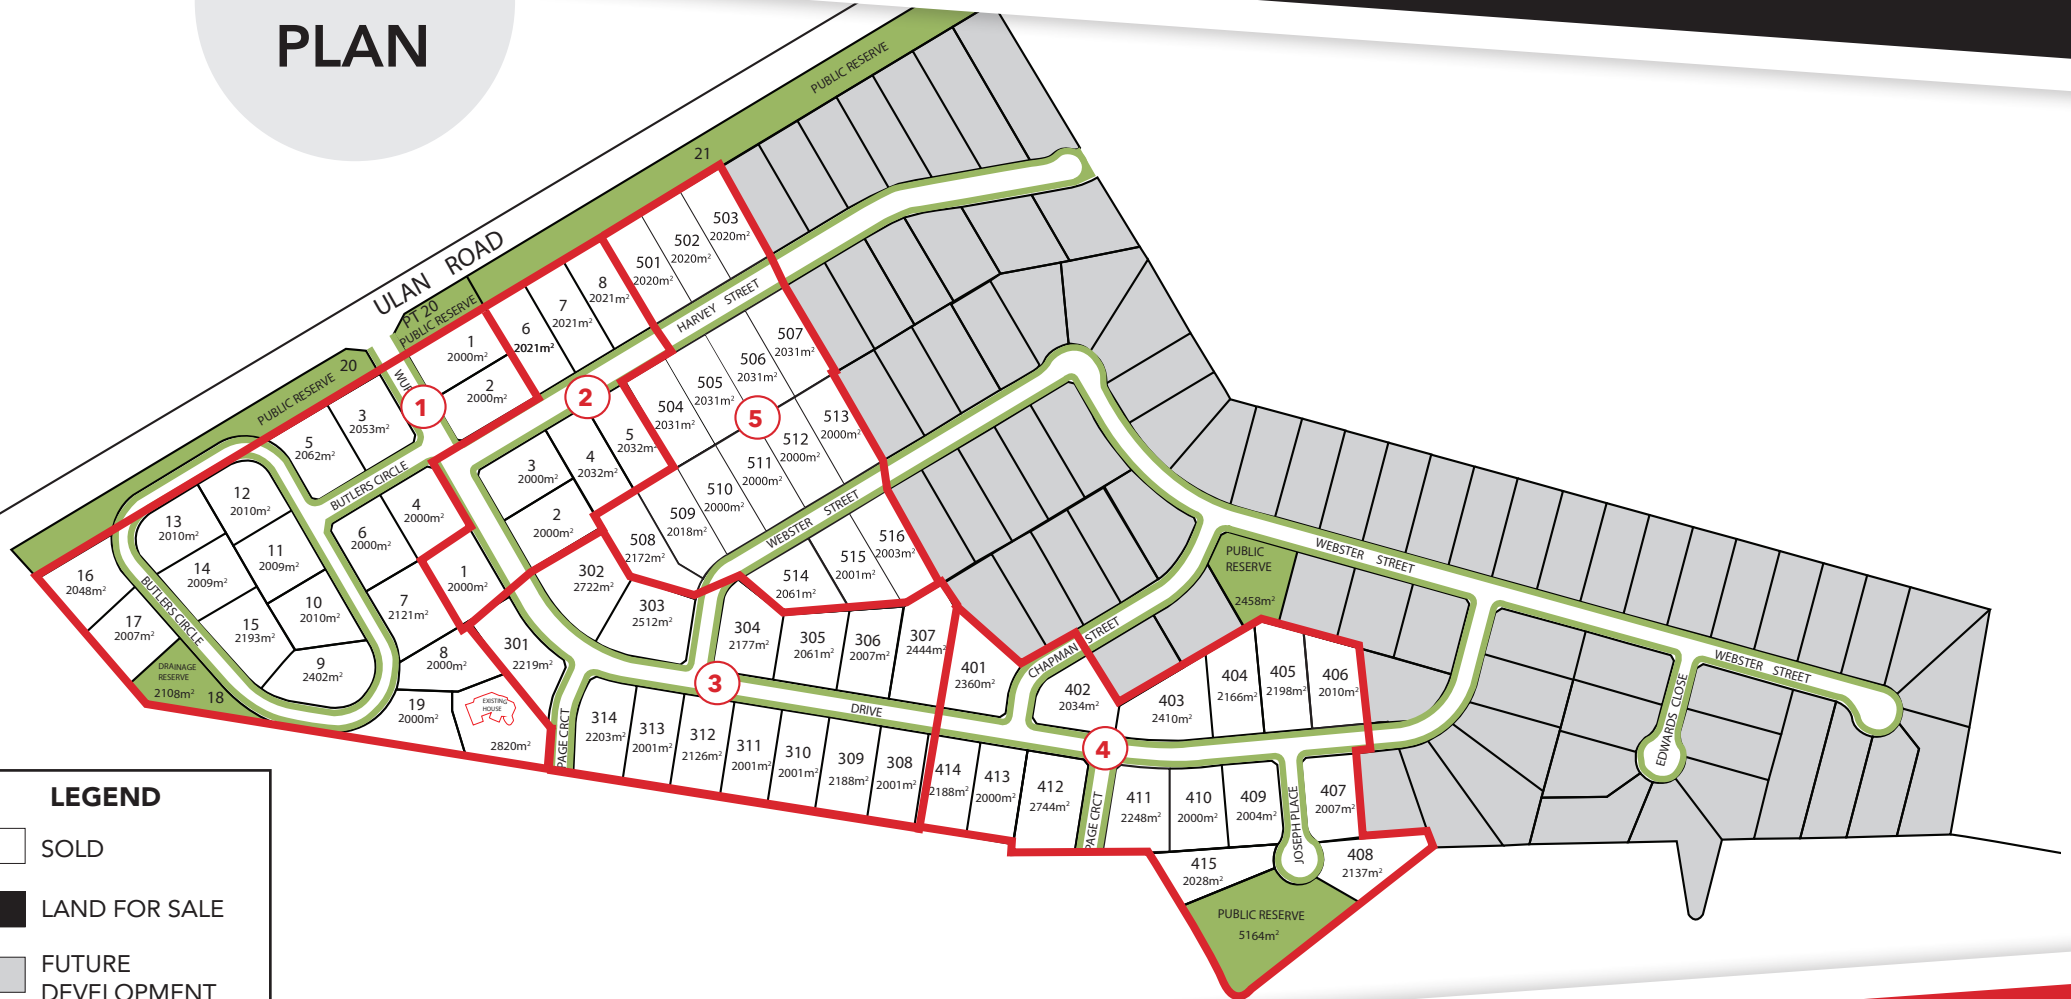 PLAN
ULAN ROAD
PUBLIC RESERVE
21
PT 20
PUBLIC RESERVE
20
PUBLIC RESERVE
503
2020m²
502
2020m²
501
2020m²
8
2021m²
7
2021m²
6
2021m²
1
2000m²
2
2000m²
HARVEY STREET
1
2
3
2053m²
5
2062m²
BUTLERS CIRCLE
507
2031m²
506
2031m²
505
2031m²
504
2031m²
5
513
2000m²
512
2000m²
511
2000m²
510
2000m²
509
2018m²
508
2172m²
5
2032m²
4
2032m²
3
2000m²
2
2000m²
4
2000m²
6
2000m²
12
2010m²
13
2010m²
11
2009m²
14
2009m²
10
2010m²
15
2193m²
9
2402m²
16
2048m²
17
2007m²
BUTLERS CIRCLE
DRAINAGE
RESERVE
2108m² 18
7
2121m²
8
2000m²
19
2000m²
EXISTING
HOUSE
2820m²
1
2000m²
WEBSTER STREET
516
2003m²
515
2001m²
514
2061m²
302
2722m²
303
2512m²
301
2219m²
304
2177m²
305
2061m²
306
2007m²
307
2444m²
3
DRIVE
PAGE CRCT
314
2203m²
313
2001m²
312
2126m²
311
2001m²
310
2001m²
309
2188m²
308
2001m²
401
2360m²
CHAPMAN STREET
402
2034m²
403
2410m²
404
2166m²
405
2198m²
406
2010m²
4
414
2188m²
413
2000m²
412
2744m²
PAGE CRCT
411
2248m²
410
2000m²
409
2004m²
JOSEPH PLACE
407
2007m²
408
2137m²
415
2028m²
PUBLIC RESERVE
5164m²
PUBLIC
RESERVE
2458m²
WEBSTER STREET
WEBSTER STREET
EDWARDS CLOSE
LEGEND
SOLD
LAND FOR SALE
FUTURE
DEVELOPMENT